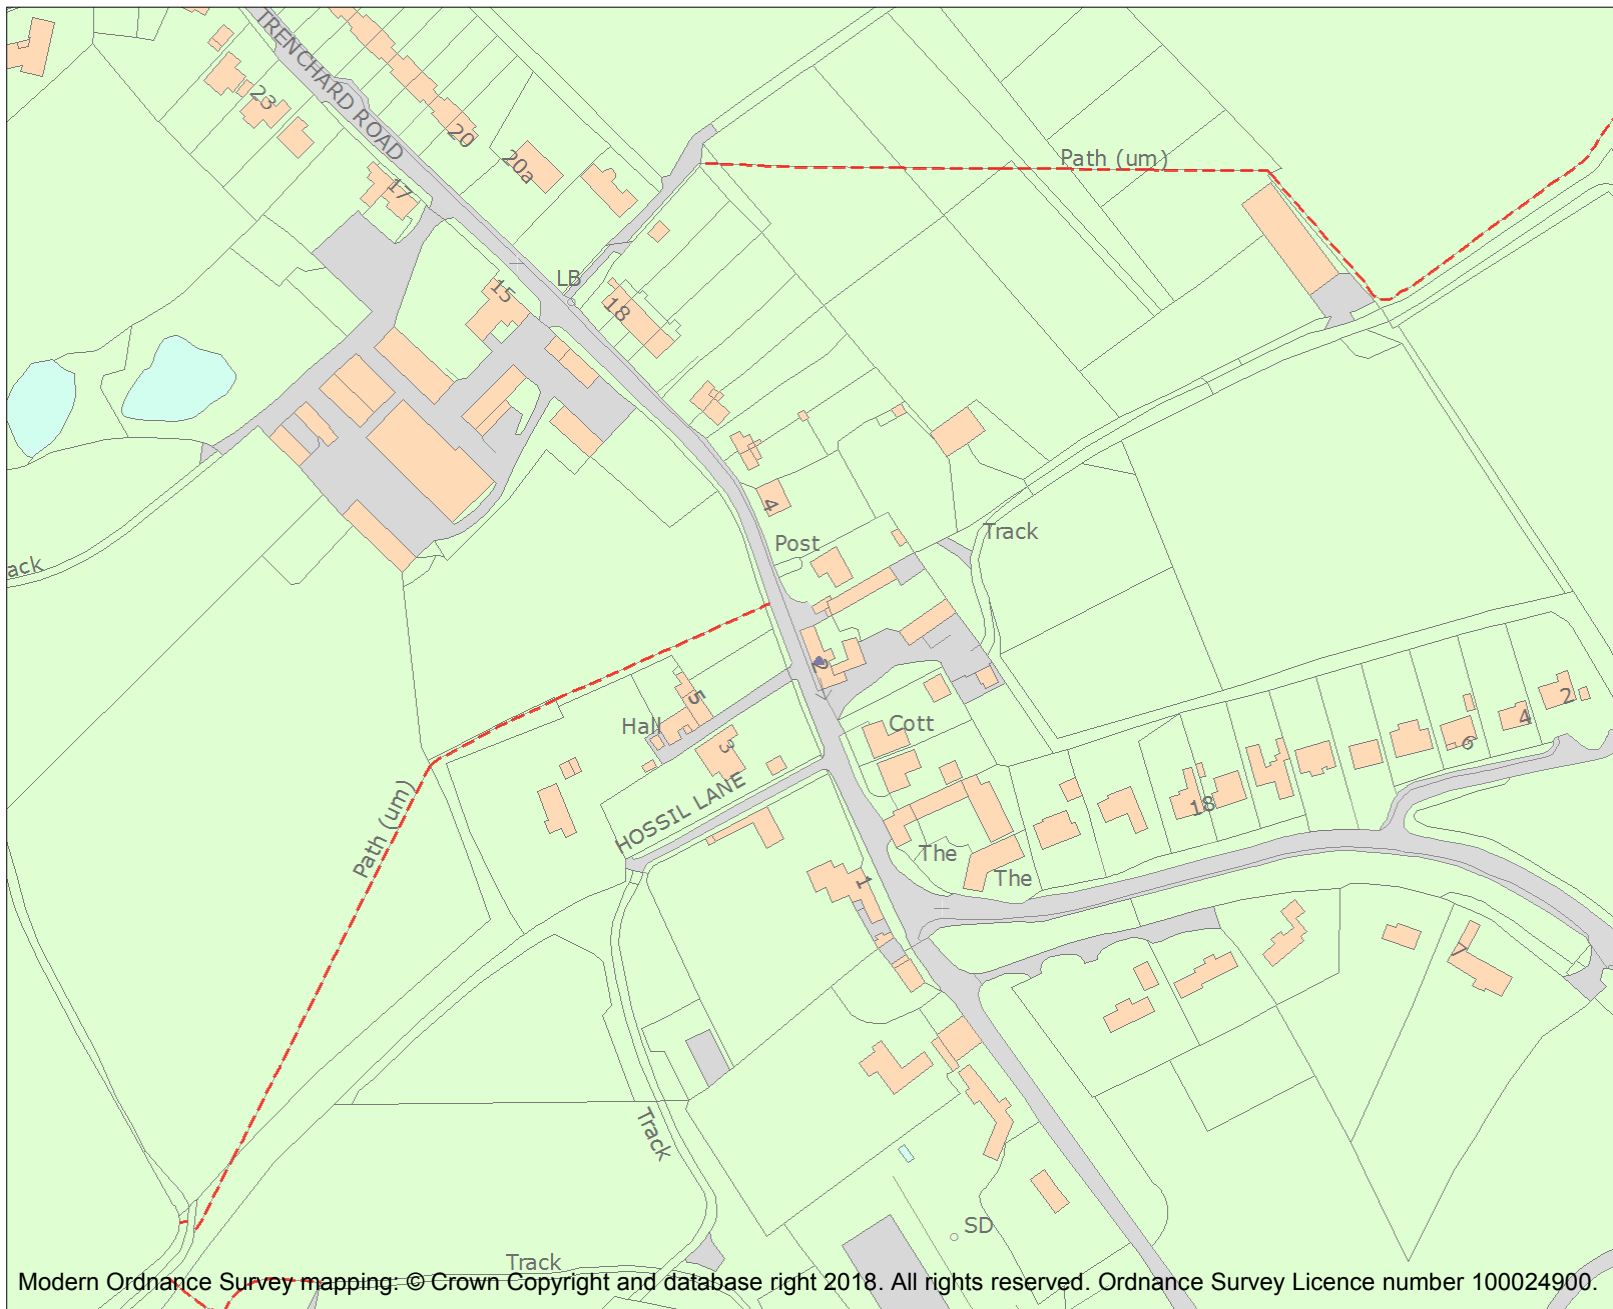 TRENCHARD ROAD
23
20
20a
17
Path (um)
LB
15
18
4
Post
Track
ack
2
5
Hall
3
Cott
HOSSIL LANE
Path (um)
18
6
4
2
The
The
1
7
Track
SD
Track
Modern Ordnance Survey mapping: © Crown Copyright and database right 2018. All rights reserved. Ordnance Survey Licence number 100024900.